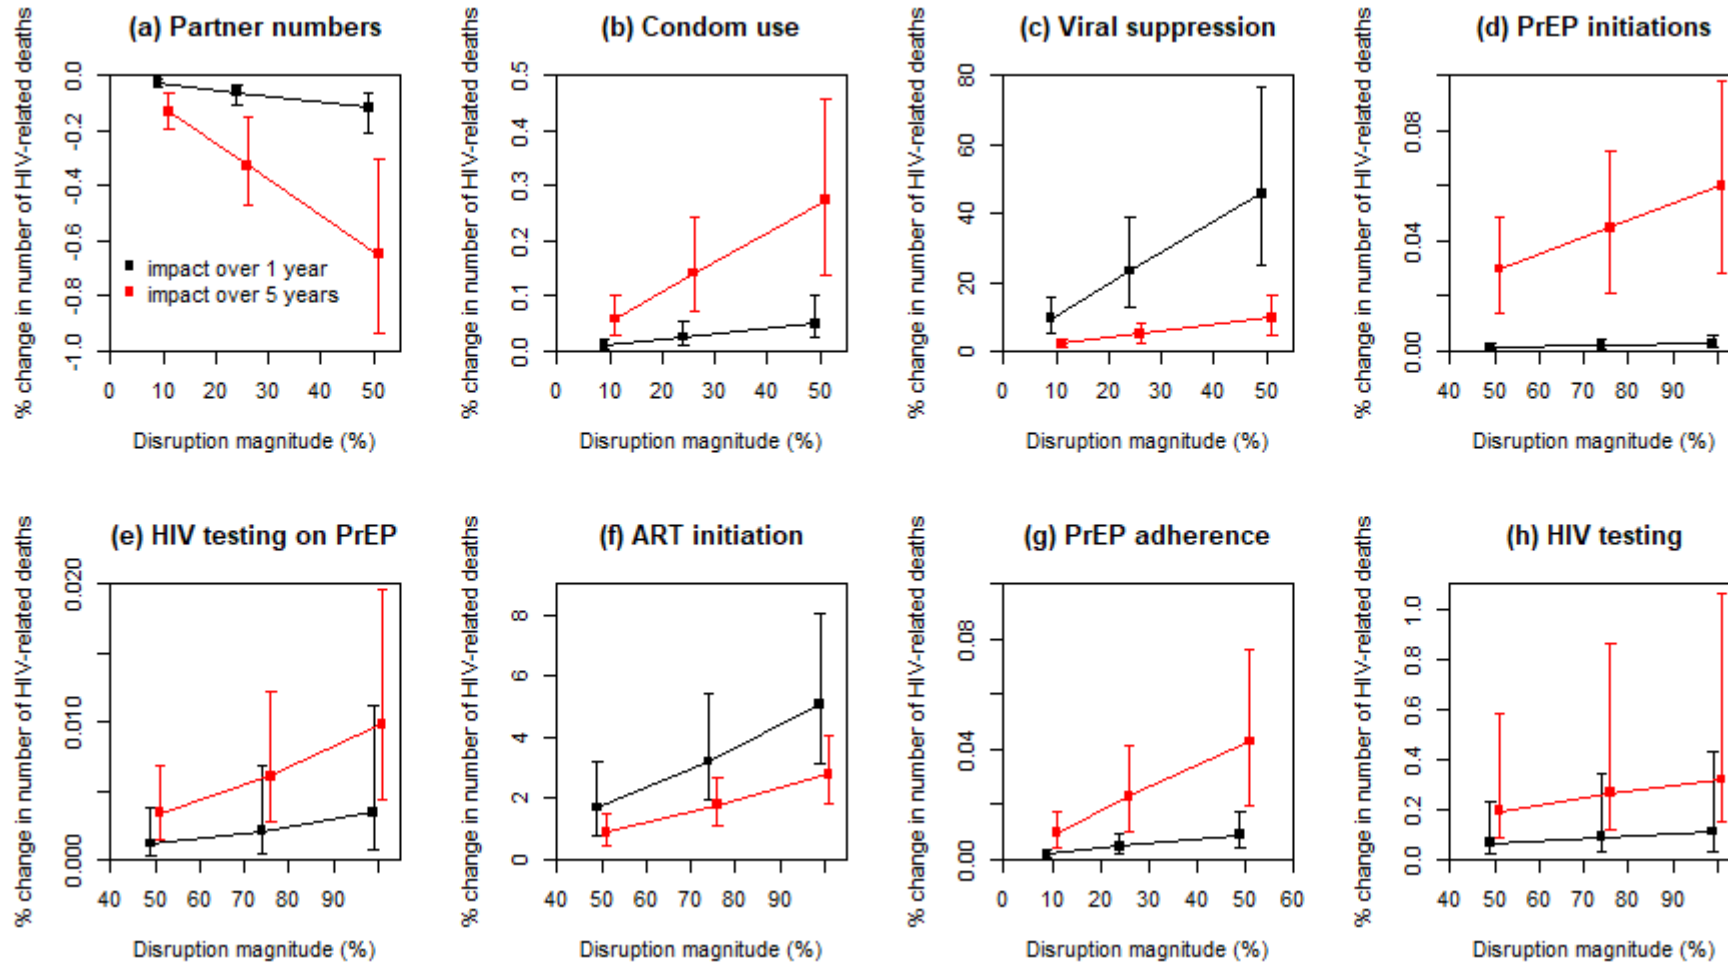 (a) Partner numbers
% change in number of HIV-related deaths
0.0
-0.2
-0.4
-0.6
-0.8
-1.0
impact over 1 year
impact over 5 years
0 10 20 30 40 50
Disruption magnitude (%)
(b) Condom use
% change in number of HIV-related deaths
0.5
0.4
0.3
0.2
0.1
0.0
0 10 20 30 40 50
Disruption magnitude (%)
(c) Viral suppression
% change in number of HIV-related deaths
80
60
40
20
0
0 10 20 30 40 50
Disruption magnitude (%)
(d) PrEP initiations
% change in number of HIV-related deaths
0.08
0.04
0.00
40 50 60 70 80 90
Disruption magnitude (%)
(e) HIV testing on PrEP
% change in number of HIV-related deaths
0.020
0.010
0.000
40 50 60 70 80 90
Disruption magnitude (%)
(f) ART initiation
% change in number of HIV-related deaths
8
6
4
2
0
40 50 60 70 80 90
Disruption magnitude (%)
(g) PrEP adherence
% change in number of HIV-related deaths
0.08
0.04
0.00
0 10 20 30 40 50 60
Disruption magnitude (%)
(h) HIV testing
% change in number of HIV-related deaths
1.0
0.8
0.6
0.4
0.2
0.0
40 50 60 70 80 90
Disruption magnitude (%)